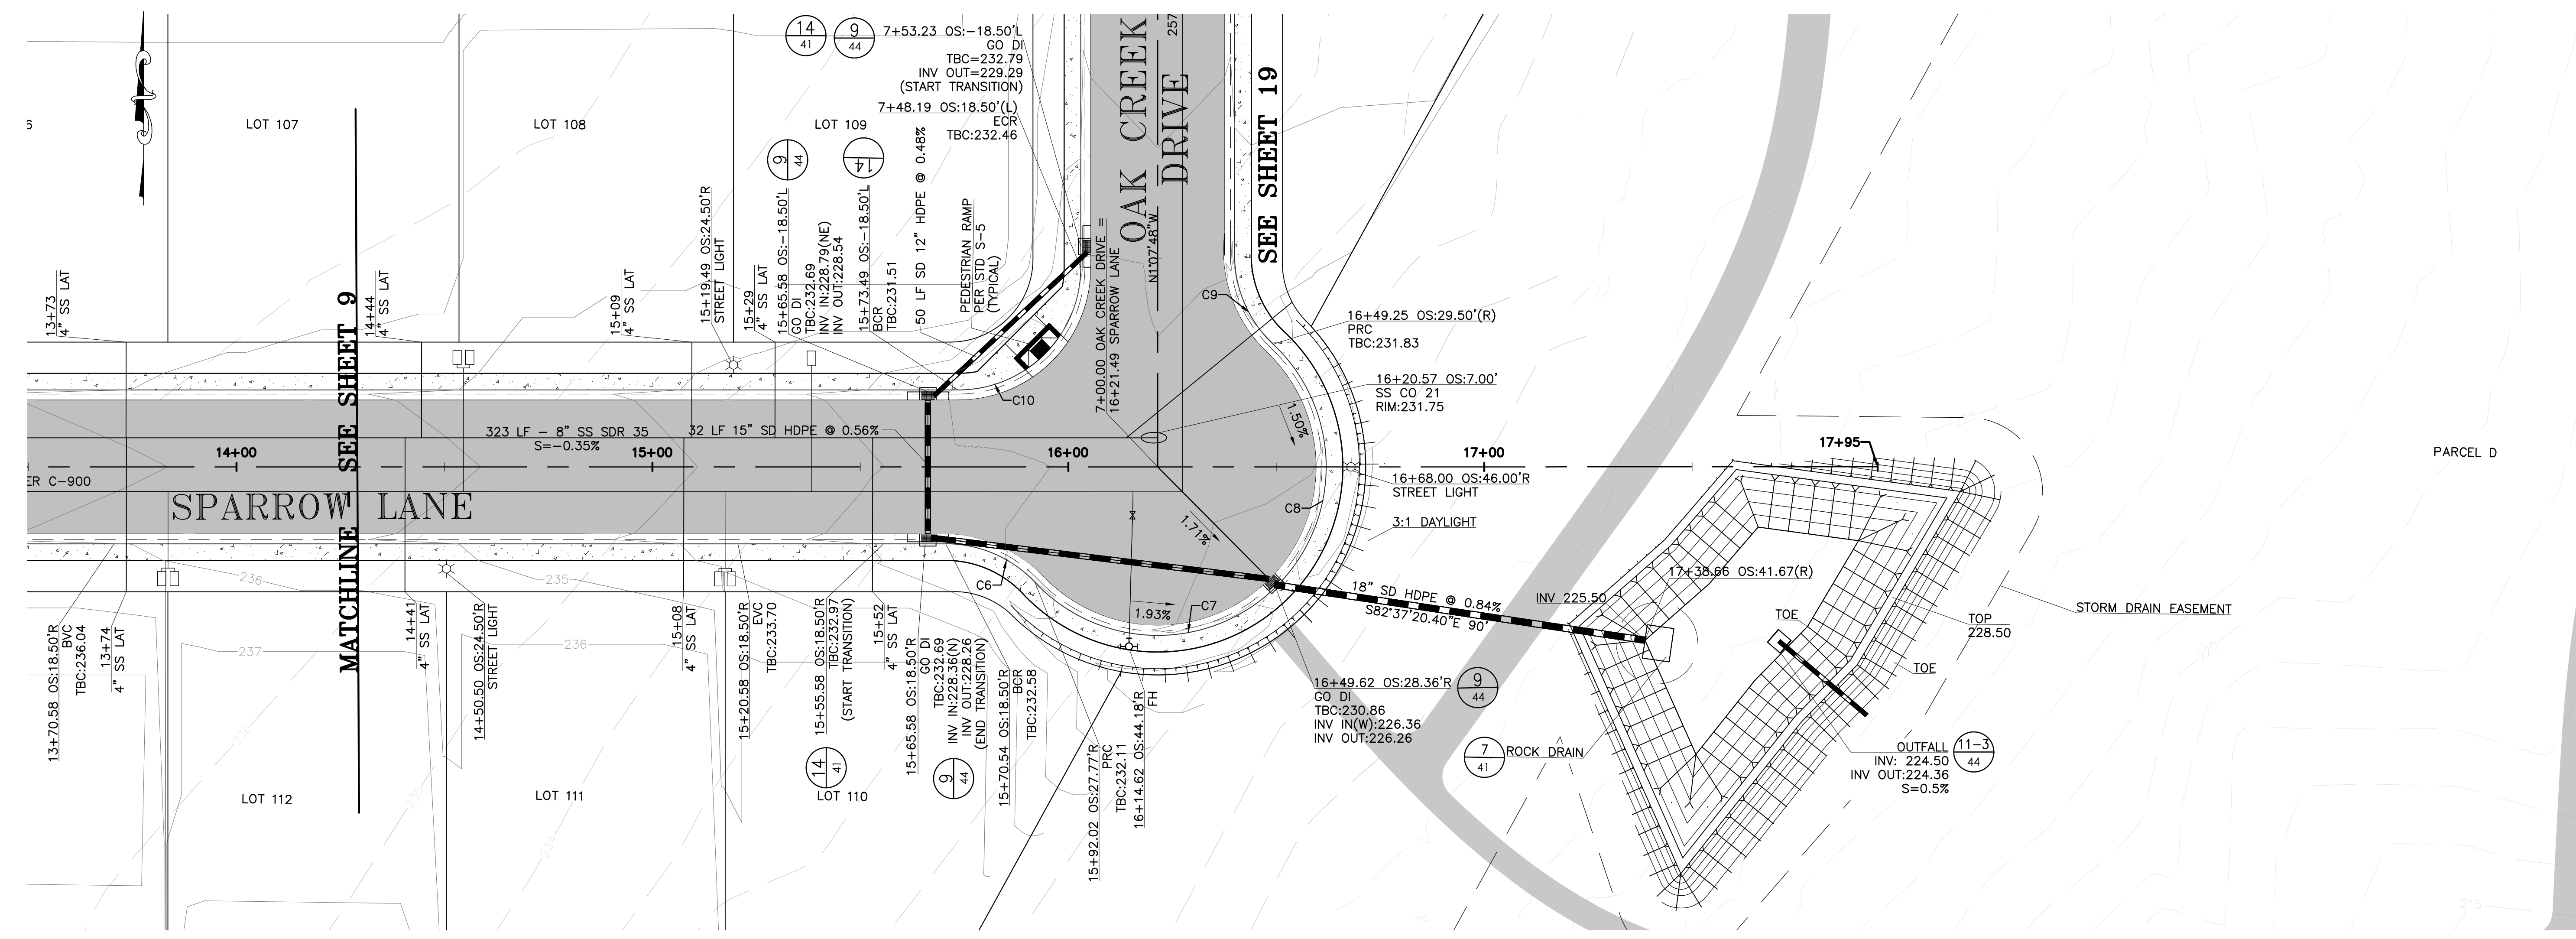 14
41
9
44
7+53.23 OS:-18.50'L
GO DI
TBC=232.79
INV OUT=229.29
(START TRANSITION)
7+48.19 OS:18.50'(L)
ECR
TBC:232.46
257
OAK CREEK
DRIVE
N1°07'48"W
SEE SHEET 19
6
LOT 107
LOT 108
LOT 109
9
44
14
50 LF SD 12" HDPE @ 0.48%
13+73
4" SS LAT
MATCHLINE SEE SHEET 9
14+44
4" SS LAT
15+09
4" SS LAT
15+19.49 OS:24.50'R
STREET LIGHT
15+29
4" SS LAT
15+65.58 OS:-18.50'L
GO DI
TBC:232.69
INV IN:228.79(NE)
INV OUT:228.54
15+73.49 OS:-18.50'L
BCR
TBC:231.51
PEDESTRIAN RAMP
PER STD S-5
(TYPICAL)
7+00.00 OAK CREEK DRIVE =
16+21.49 SPARROW LANE
C9
16+49.25 OS:29.50'(R)
PRC
TBC:231.83
C10
16+20.57 OS:7.00'
SS CO 21
RIM:231.75
1.50%
323 LF - 8" SS SDR 35
S=-0.35%
32 LF 15" SD HDPE @ 0.56%
14+00
15+00
16+00
17+00
17+95
PARCEL D
ER C-900
SPARROW LANE
16+68.00 OS:46.00'R
STREET LIGHT
C8
3:1 DAYLIGHT
1.71%
236
235
C6
1.93%
C7
18" SD HDPE @ 0.84%
S82°37'20.40"E 90'
INV 225.50
17+38.66 OS:41.67(R)
TOE
TOP
228.50
STORM DRAIN EASEMENT
TOE
13+70.58 OS:18.50'R
BVC
TBC:236.04
13+74
4" SS LAT
237
14+41
4" SS LAT
14+50.50 OS:24.50'R
STREET LIGHT
236
15+08
4" SS LAT
15+20.58 OS:18.50'R
EVC
TBC:233.70
15+55.58 OS:18.50'R
TBC:232.97
(START TRANSITION)
15+52
4" SS LAT
15+65.58 OS:18.50'R
GO DI
TBC:232.69
INV IN:228.36(N)
INV OUT:228.26
(END TRANSITION)
15+70.54 OS:18.50'R
BCR
TBC:232.58
15+92.02 OS:27.77'R
PRC
TBC:232.11
16+14.62 OS:44.18'R
FH
16+49.62 OS:28.36'R
GO DI
TBC:230.86
INV IN(W):226.36
INV OUT:226.26
9
44
220
236
235
234
14
41
9
44
7
41
ROCK DRAIN
OUTFALL
INV: 224.50
INV OUT:224.36
S=0.5%
11-3
44
LOT 112
LOT 111
LOT 110
215